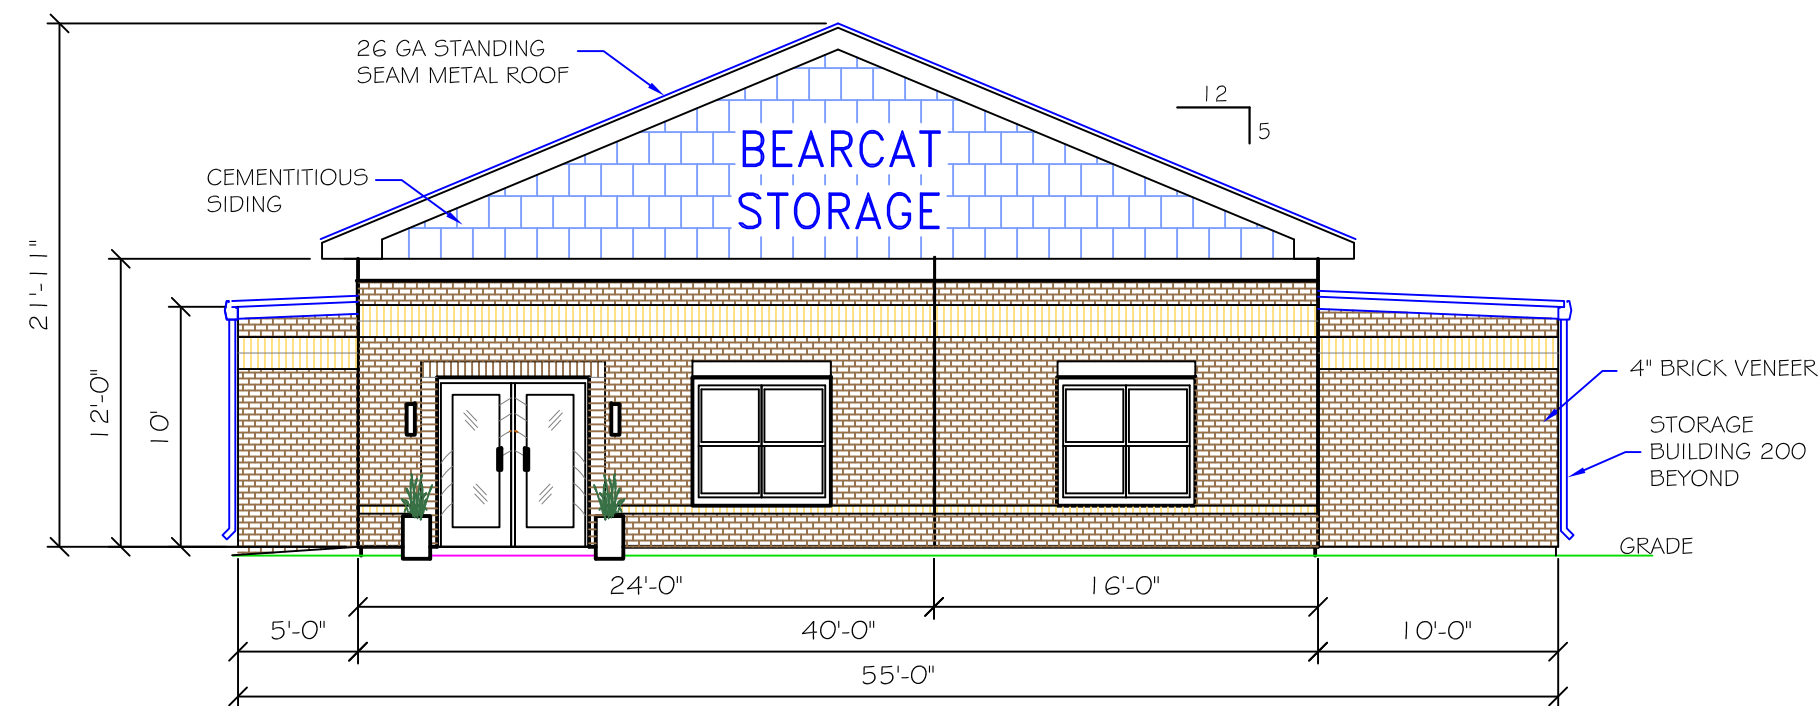 26 GA STANDING
SEAM METAL ROOF
12
5
BEARCAT
STORAGE
CEMENTITIOUS
SIDING
21'-11"
12'-0"
10'
4" BRICK VENEER
STORAGE
BUILDING 200
BEYOND
GRADE
24'-0"
16'-0"
5'-0"
40'-0"
10'-0"
55'-0"